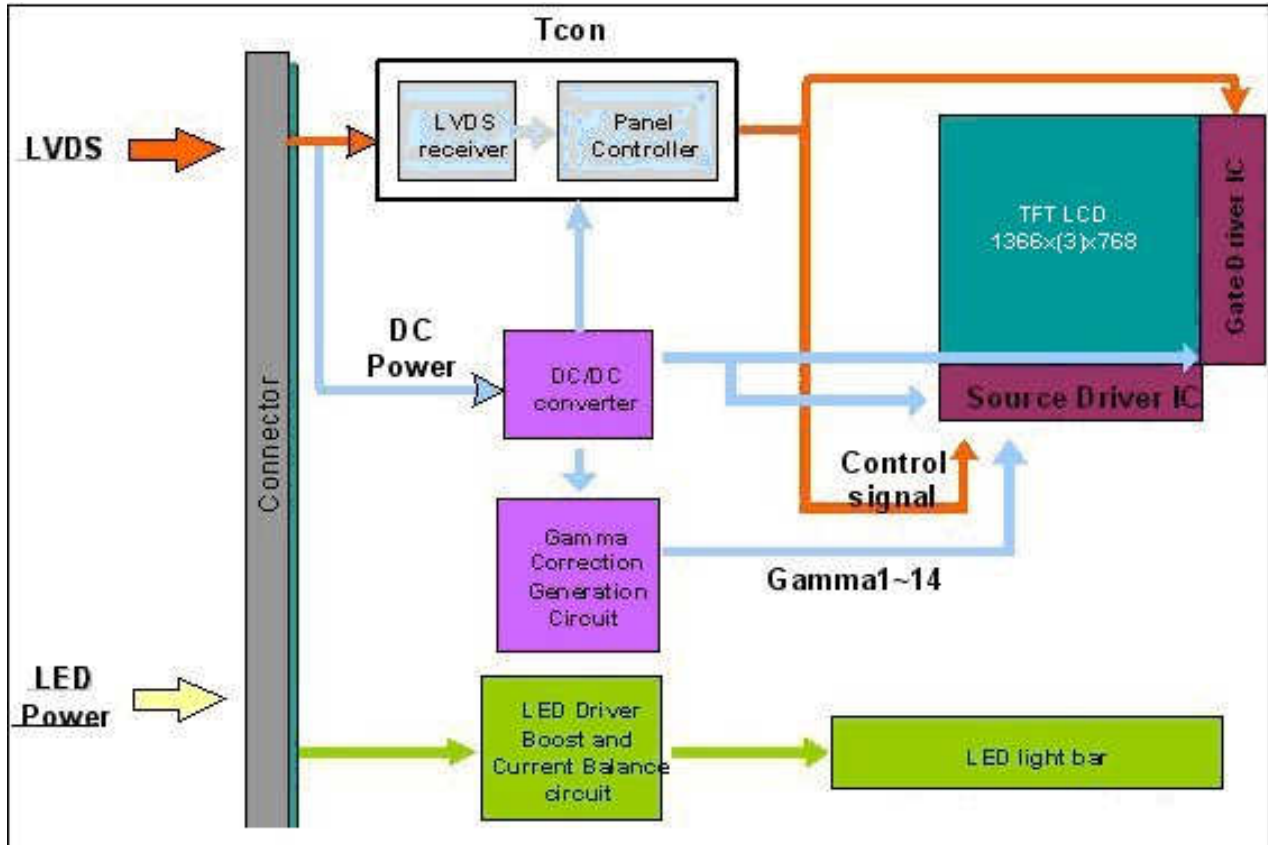 Tcon
LVDS
LVDS
receiver
Panel
Controller
TFT LCD
1366x(3)x768
Gate Driver IC
DC
Power
DC/DC
converter
Source Driver IC
Connector
Control
signal
Gamma
Correction
Generation
Circuit
Gamma1~14
LED
Power
LED Driver
Boost and
Current Balance
circuit
LED light bar